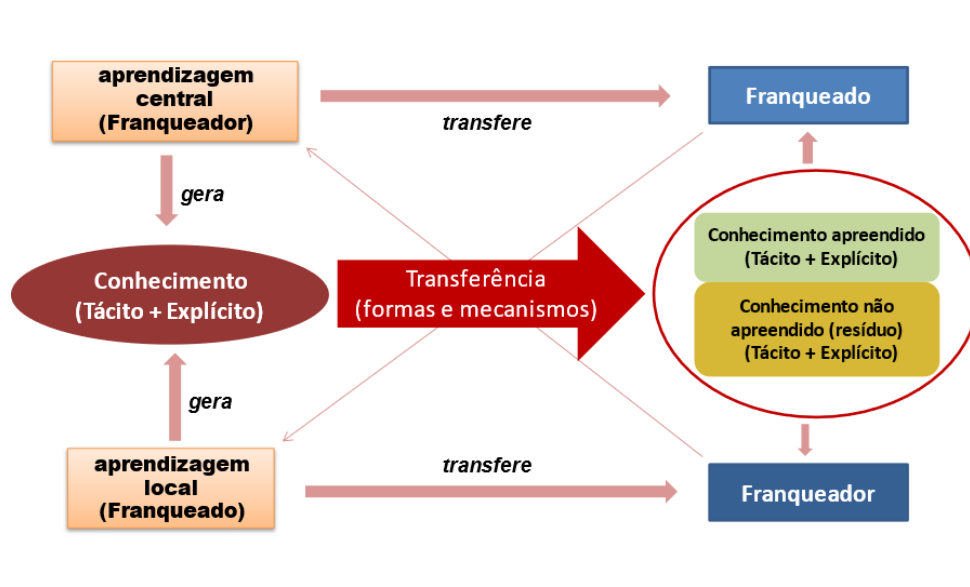 aprendizagem
central
(Franqueador)
transfere
Franqueado
gera
Conhecimento
(Tácito + Explícito)
Transferência
(formas e mecanismos)
Conhecimento apreendido
(Tácito + Explícito)
Conhecimento não
apreendido (resíduo)
(Tácito + Explícito)
gera
aprendizagem
local
(Franqueado)
transfere
Franqueador